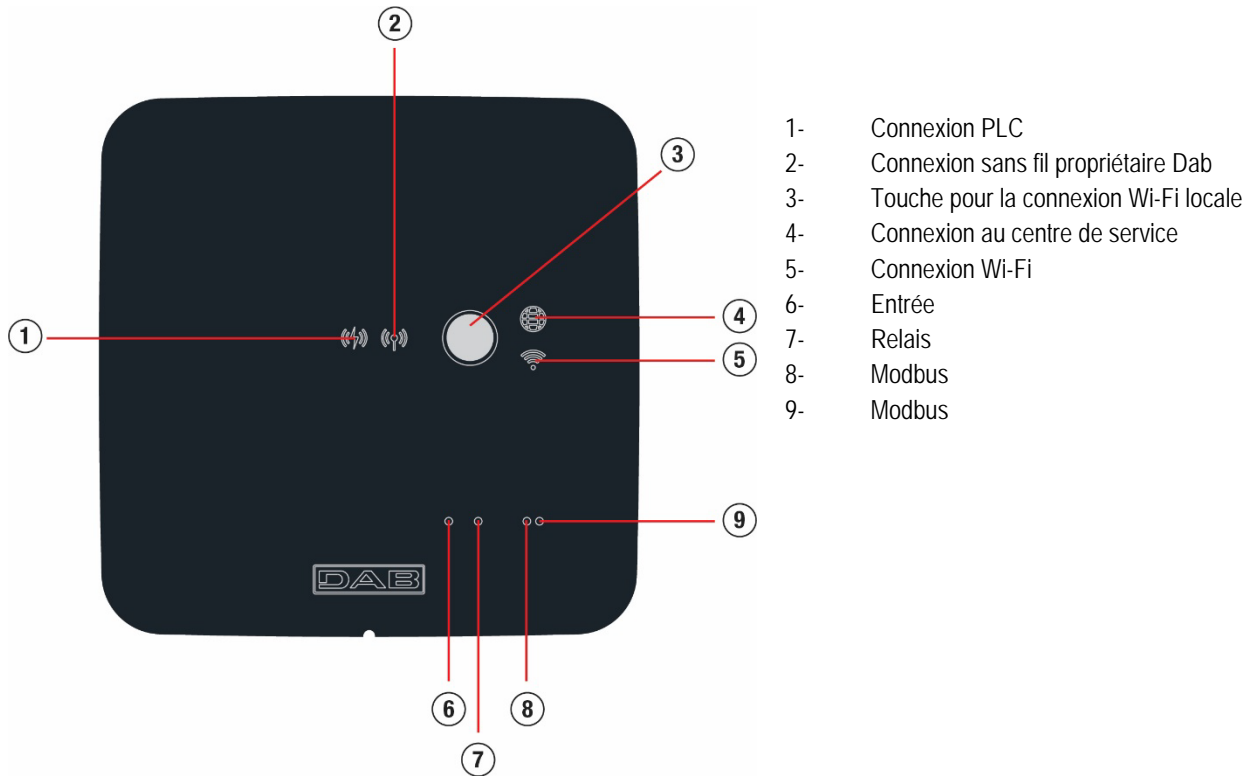 2
3
1
4
5
9
DAB
6
8
7
1- Connexion PLC
2- Connexion sans fil propriétaire Dab
3- Touche pour la connexion Wi-Fi locale
4- Connexion au centre de service
5- Connexion Wi-Fi
6- Entrée
7- Relais
8- Modbus
9- Modbus